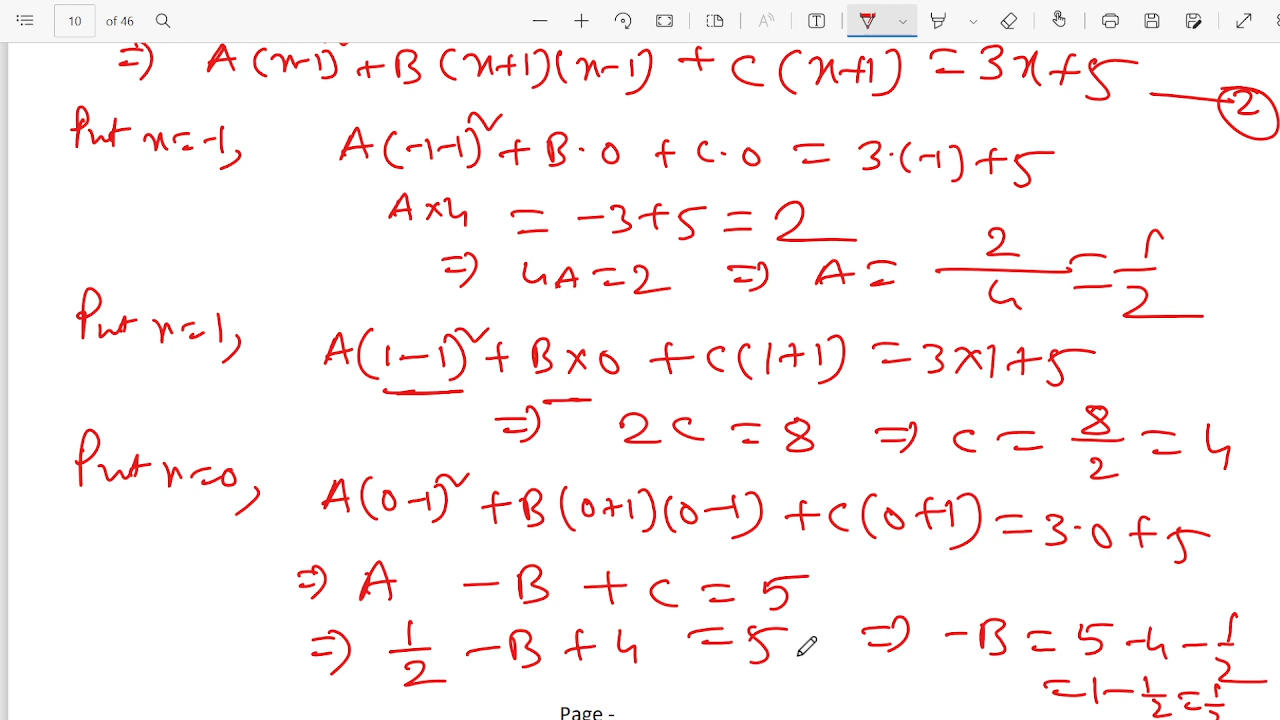 10 of 46
⇒ A(x-1)² + B(x+1)(x-1) + C(x+1) = 3x+5 — 2
Put x=-1, A(-1-1)² + B·0 + C·0 = 3·(-1)+5
A×4 = -3+5 = 2
⇒ 4A=2 ⇒ A = 2/4 = 1/2
Put x=1, A(1-1)² + B×0 + C(1+1) = 3×1+5
⇒ 2C = 8 ⇒ C = 8/2 = 4
Put x=0, A(0-1)² + B(0+1)(0-1) + C(0+1) = 3·0+5
⇒ A - B + C = 5
⇒ 1/2 - B + 4 = 5 ⇒ -B = 5-4-1/2
= 1-1/2 = 1/2
Page -